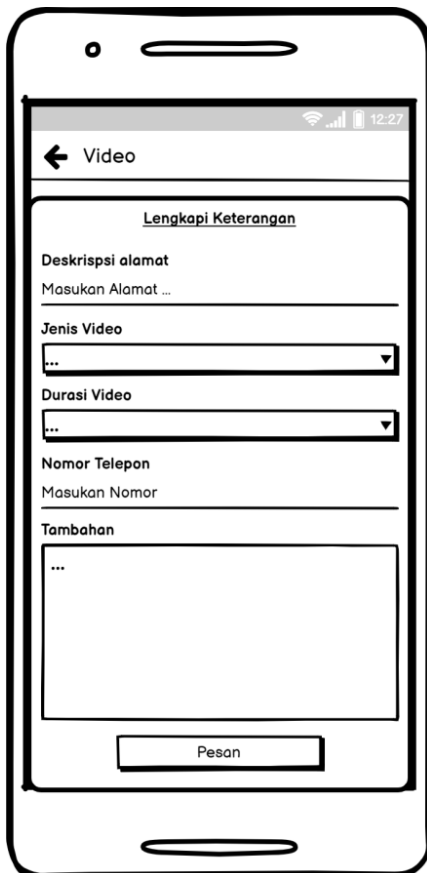 12:27
Video
Lengkapi Keterangan
Deskrispsi alamat
Masukan Alamat ...
Jenis Video
...
Durasi Video
...
Nomor Telepon
Masukan Nomor
Tambahan
...
Pesan